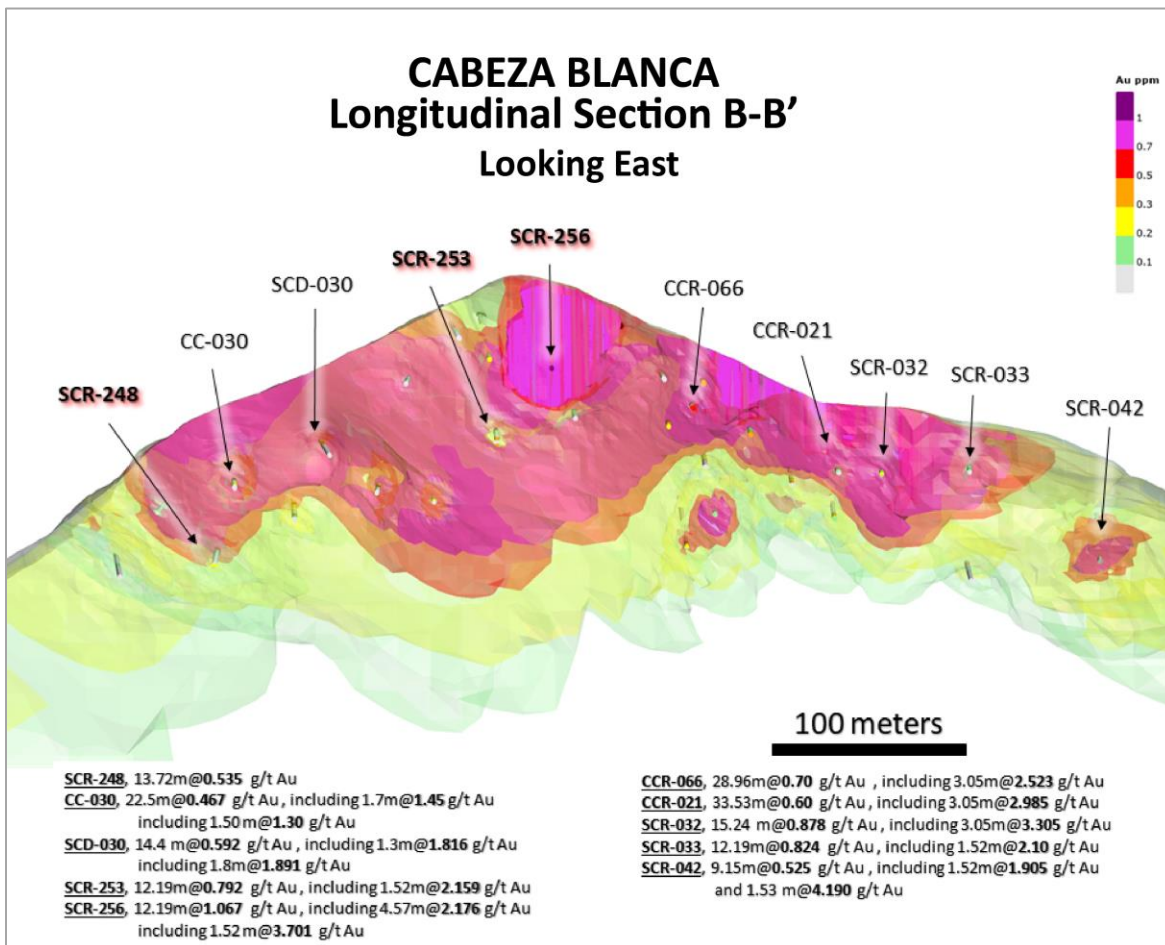 CABEZA BLANCA
Longitudinal Section B-B'
Looking East
Au ppm
1
0.7
0.5
0.3
0.2
0.1
SCR-256
SCR-253
SCD-030
CCR-066
CC-030
CCR-021
SCR-032
SCR-033
SCR-248
SCR-042
100 meters
SCR-248, 13.72m@0.535 g/t Au
CC-030, 22.5m@0.467 g/t Au, including 1.7m@1.45 g/t Au
including 1.50 m@1.30 g/t Au
SCD-030, 14.4 m@0.592 g/t Au, including 1.3m@1.816 g/t Au
including 1.8m@1.891 g/t Au
SCR-253, 12.19m@0.792 g/t Au, including 1.52m@2.159 g/t Au
SCR-256, 12.19m@1.067 g/t Au, including 4.57m@2.176 g/t Au
including 1.52 m@3.701 g/t Au
CCR-066, 28.96m@0.70 g/t Au , including 3.05m@2.523 g/t Au
CCR-021, 33.53m@0.60 g/t Au , including 3.05m@2.985 g/t Au
SCR-032, 15.24 m@0.878 g/t Au , including 3.05m@3.305 g/t Au
SCR-033, 12.19m@0.824 g/t Au , including 1.52m@2.10 g/t Au
SCR-042, 9.15m@0.525 g/t Au , including 1.52m@1.905 g/t Au
and 1.53 m@4.190 g/t Au